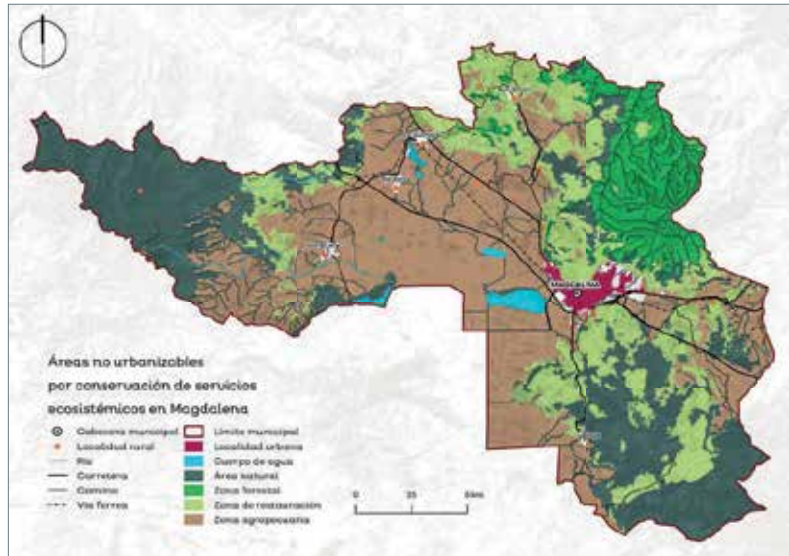 MAGDALENA
Áreas no urbanizables
por conservación de servicios
ecosistémicos en Magdalena
Cabecera municipal
Localidad rural
Río
Carretera
Camino
Vía férrea
Límite municipal
Localidad urbana
Cuerpo de agua
Área natural
Zona forestal
Zona de restauración
Zona agropecuaria
0